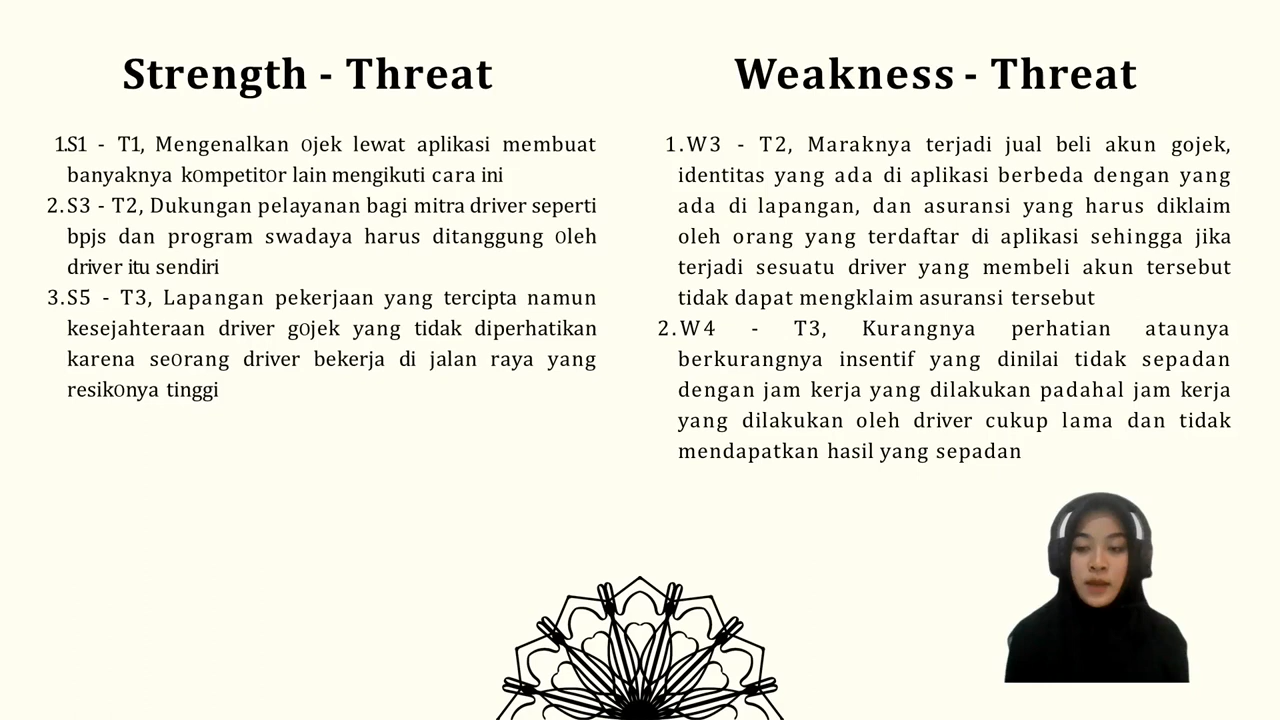 Strength - Threat
1.S1 - T1, Mengenalkan ojek lewat aplikasi membuat
banyaknya kompetitor lain mengikuti cara ini
2.S3 - T2, Dukungan pelayanan bagi mitra driver seperti
bpjs dan program swadaya harus ditanggung oleh
driver itu sendiri
3.S5 - T3, Lapangan pekerjaan yang tercipta namun
kesejahteraan driver gojek yang tidak diperhatikan
karena seorang driver bekerja di jalan raya yang
resikonya tinggi
Weakness - Threat
1.W3 - T2, Maraknya terjadi jual beli akun gojek,
identitas yang ada di aplikasi berbeda dengan yang
ada di lapangan, dan asuransi yang harus diklaim
oleh orang yang terdaftar di aplikasi sehingga jika
terjadi sesuatu driver yang membeli akun tersebut
tidak dapat mengklaim asuransi tersebut
2.W4 - T3, Kurangnya perhatian ataunya
berkurangnya insentif yang dinilai tidak sepadan
dengan jam kerja yang dilakukan padahal jam kerja
yang dilakukan oleh driver cukup lama dan tidak
mendapatkan hasil yang sepadan